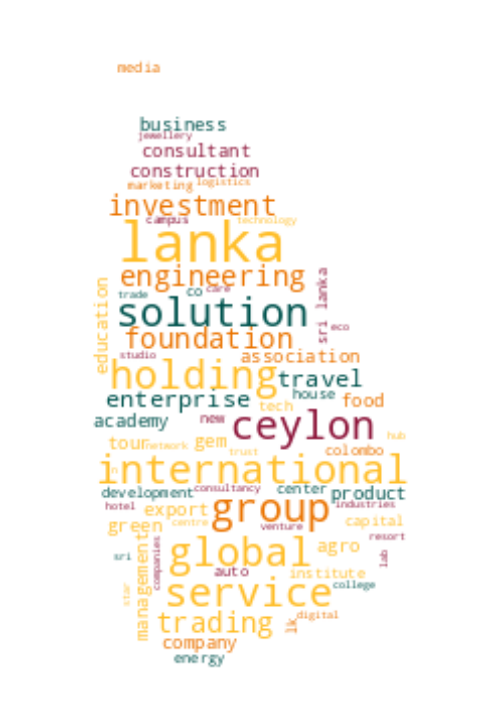 media
business
jewellery
consultant
construction
marketing logistics
investment
campus technology
lanka
engineering
trade co care
solution
sri lanka
education
eco
foundation
studio association
holding travel
enterprise house food
tech
academy new ceylon
hub
tour network gem colombo
trust
international
n
development consultancy center product
hotel export group industries
green centre venture capital
resort
management companies global agro
sri lab
auto institute
star service college
trading lk digital
company
energy